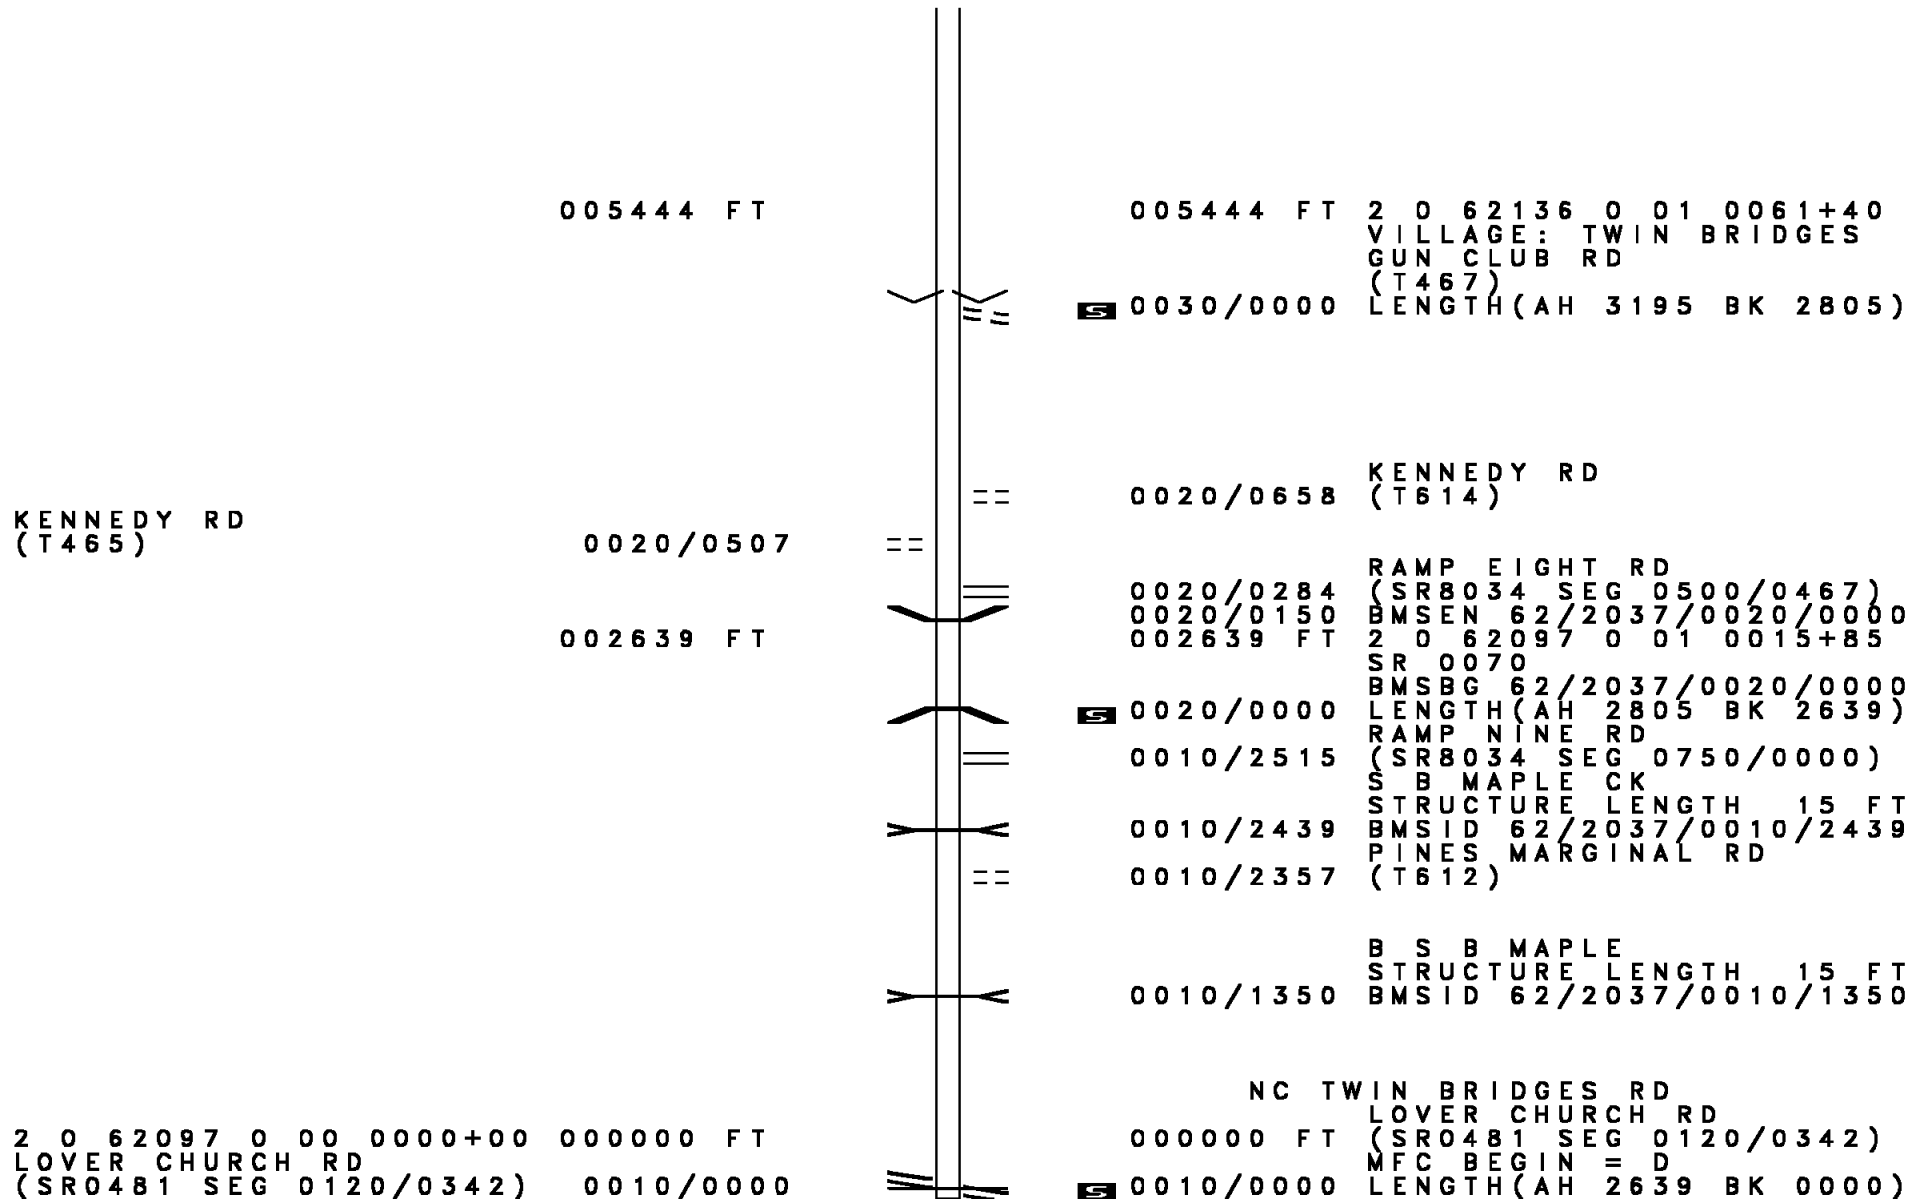 005444 FT 005444 FT 2 0 62136 0 01 0061+40
VILLAGE: TWIN BRIDGES
GUN CLUB RD
(T467)
S 0030/0000 LENGTH(AH 3195 BK 2805)
KENNEDY RD
0020/0658 (T614)
KENNEDY RD
(T465) 0020/0507
RAMP EIGHT RD
0020/0284 (SR8034 SEG 0500/0467)
0020/0150 BMSEN 62/2037/0020/0000
002639 FT 002639 FT 2 0 62097 0 01 0015+85
SR 0070
BMSBG 62/2037/0020/0000
S 0020/0000 LENGTH(AH 2805 BK 2639)
RAMP NINE RD
0010/2515 (SR8034 SEG 0750/0000)
S B MAPLE CK
STRUCTURE LENGTH 15 FT
0010/2439 BMSID 62/2037/0010/2439
PINES MARGINAL RD
0010/2357 (T612)
B S B MAPLE
STRUCTURE LENGTH 15 FT
0010/1350 BMSID 62/2037/0010/1350
NC TWIN BRIDGES RD
LOVER CHURCH RD
2 0 62097 0 00 0000+00 000000 FT 000000 FT (SR0481 SEG 0120/0342)
LOVER CHURCH RD MFC BEGIN = D
(SR0481 SEG 0120/0342) 0010/0000 S 0010/0000 LENGTH(AH 2639 BK 0000)